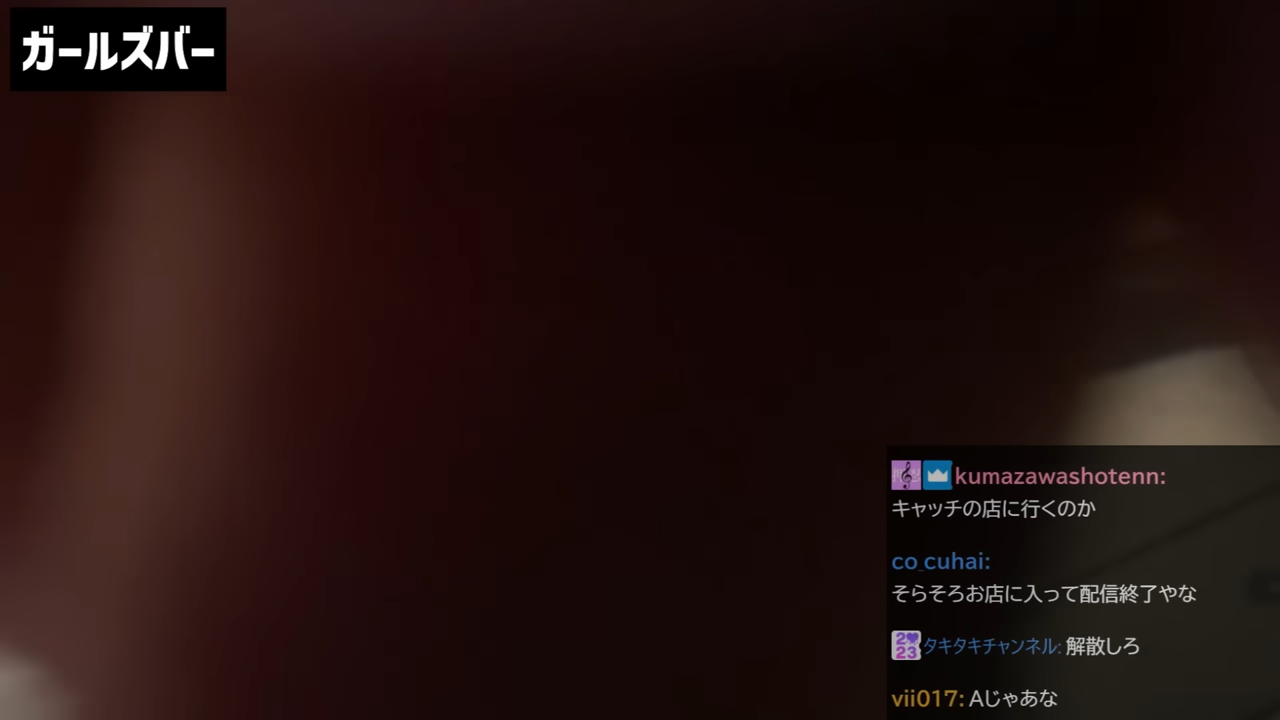 ガールズバー
kumazawashotenn:
キャッチの店に行くのか
co_cuhai:
そらそろお店に入って配信終了やな
2023
タキタキチャンネル: 解散しろ
vii017: Aじゃあな